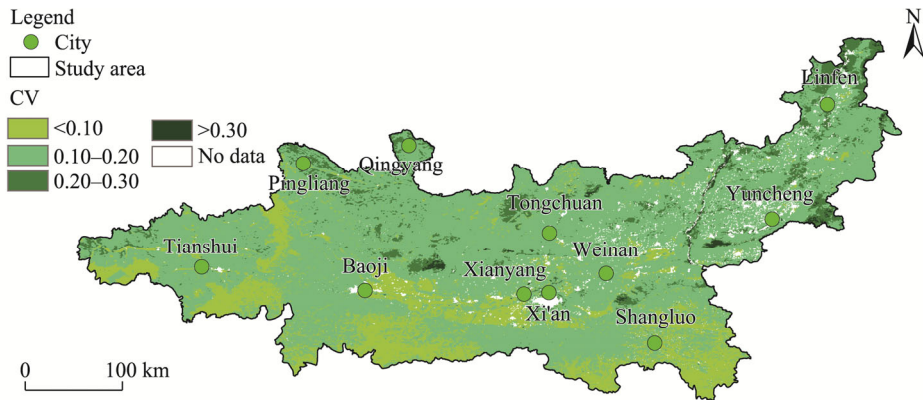 Legend
City
Study area
CV
<0.10
0.10–0.20
0.20–0.30
>0.30
No data
N
Linfen
Qingyang
Pingliang
Yuncheng
Tongchuan
Tianshui
Weinan
Baoji
Xianyang
Xi'an
Shangluo
0 100 km